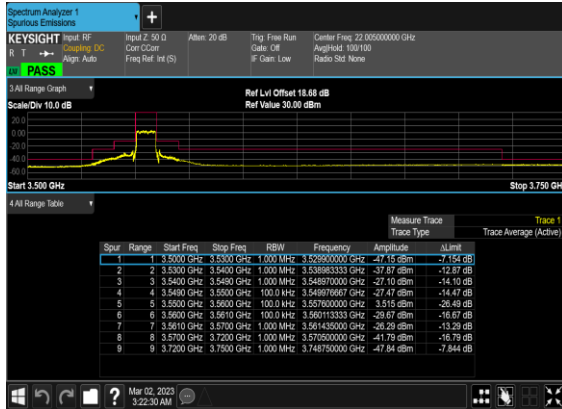 Spectrum Analyzer 1
Spurious Emissions
KEYSIGHT Input: RF Input Z: 50 Ω Atten: 20 dB Trig: Free Run Center Freq: 22.005000000 GHz
R T Coupling: DC Corr CCorr Gate: Off Avg|Hold: 100/100
Align: Auto Freq Ref: Int (S) IF Gain: Low Radio Std: None
PASS
3 All Range Graph Ref Lvl Offset 18.68 dB
Scale/Div 10.0 dB Ref Value 30.00 dBm
20.0
0.00
-20.0
-40.0
-60.0
Start 3.500 GHz Stop 3.750 GH
4 All Range Table
Measure Trace Trace 1
Trace Type Trace Average (Active)
Spur Range Start Freq Stop Freq RBW Frequency Amplitude ΔLimit
1 1 3.5000 GHz 3.5300 GHz 1.000 MHz 3.529900000 GHz -47.15 dBm -7.154 dB
2 2 3.5300 GHz 3.5400 GHz 1.000 MHz 3.538983333 GHz -37.87 dBm -12.87 dB
3 3 3.5400 GHz 3.5490 GHz 1.000 MHz 3.548970000 GHz -27.10 dBm -14.10 dB
4 4 3.5490 GHz 3.5500 GHz 100.0 kHz 3.549976667 GHz -27.47 dBm -14.47 dB
5 5 3.5500 GHz 3.5600 GHz 100.0 kHz 3.557600000 GHz 3.515 dBm -26.49 dB
6 6 3.5600 GHz 3.5610 GHz 100.0 kHz 3.560113333 GHz -29.67 dBm -16.67 dB
7 7 3.5610 GHz 3.5700 GHz 1.000 MHz 3.561435000 GHz -26.29 dBm -13.29 dB
8 8 3.5700 GHz 3.7200 GHz 1.000 MHz 3.570500000 GHz -41.79 dBm -16.79 dB
9 9 3.7200 GHz 3.7500 GHz 1.000 MHz 3.748750000 GHz -47.84 dBm -7.844 dB
? Mar 02, 2023
3:22:30 AM